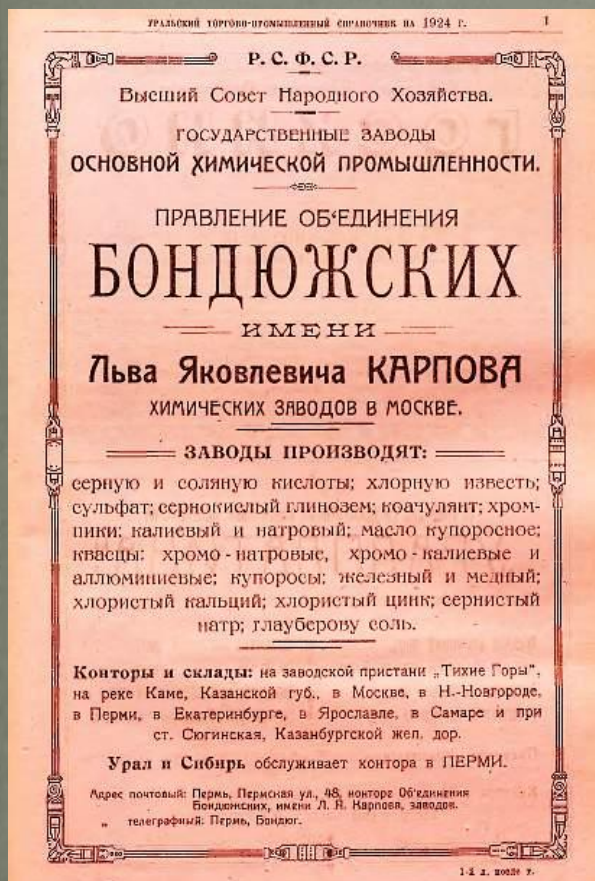 УРАЛЬСКИЙ ТОРГОВО-ПРОМЫШЛЕННЫЙ СПРАВОЧНИК НА 1924 Г. 1
Р. С. Ф. С. Р.
Высший Совет Народного Хозяйства.
ГОСУДАРСТВЕННЫЕ ЗАВОДЫ
ОСНОВНОЙ ХИМИЧЕСКОЙ ПРОМЫШЛЕННОСТИ.
ПРАВЛЕНИЕ ОБ‘ЕДИНЕНИЯ
БОНДЮЖСКИХ
ИМЕНИ
Льва Яковлевича КАРПОВА
ХИМИЧЕСКИХ ЗАВОДОВ В МОСКВЕ.
ЗАВОДЫ ПРОИЗВОДЯТ:
серную и соляную кислоты; хлорную известь;
сульфат; сернокислый глинозем; коачулянт; хром-
пики: калиевый и натровый; масло купоросное;
квасцы: хромо-натровые, хромо-калиевые и
аллюминиевые; купоросы: железный и медный;
хлористый кальций; хлористый цинк; сернистый
натр; глауберову соль.
Конторы и склады: на заводской пристани „Тихие Горы“,
на реке Каме, Казанской губ., в Москве, в Н.-Новгороде,
в Перми, в Екатеринбурге, в Ярославле, в Самаре и при
ст. Сюгинская, Казанбургской жел. дор.
Урал и Сибирь обслуживает контора в ПЕРМИ.
Адрес почтовый: Пермь, Пермская ул., 48, конторе Об‘единения
Бондюжских, имени Л. Я. Карпова, заводов.
„ телеграфный: Пермь, Бондюг.
1-я л. после т.